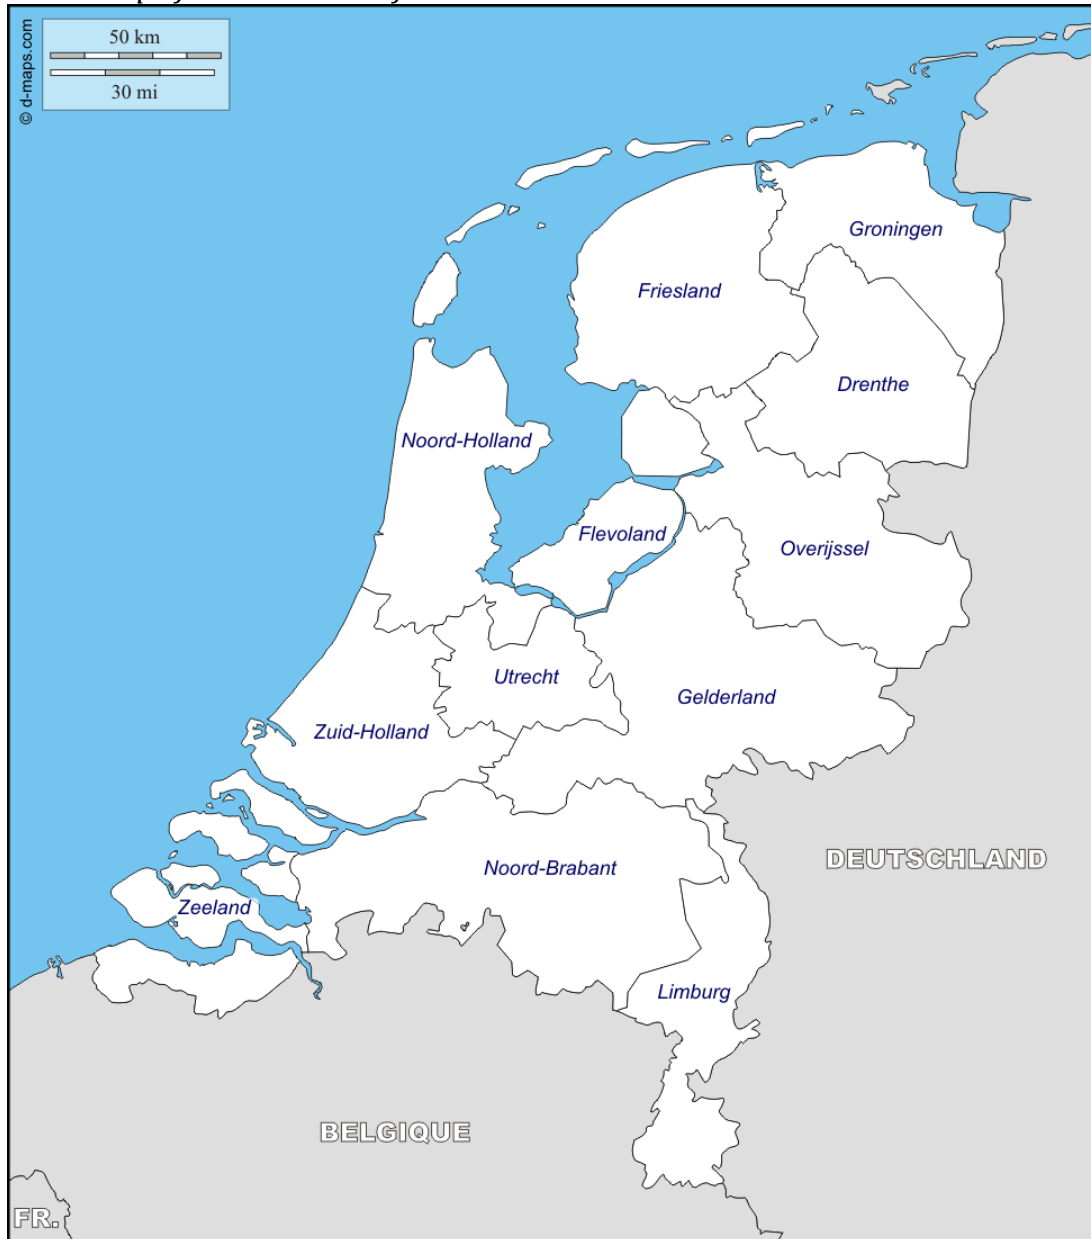 50 km
30 mi
© d-maps.com
Groningen
Friesland
Drenthe
Noord-Holland
Flevoland
Overijssel
Utrecht
Gelderland
Zuid-Holland
DEUTSCHLAND
Noord-Brabant
Zeeland
Limburg
BELGIQUE
FR.